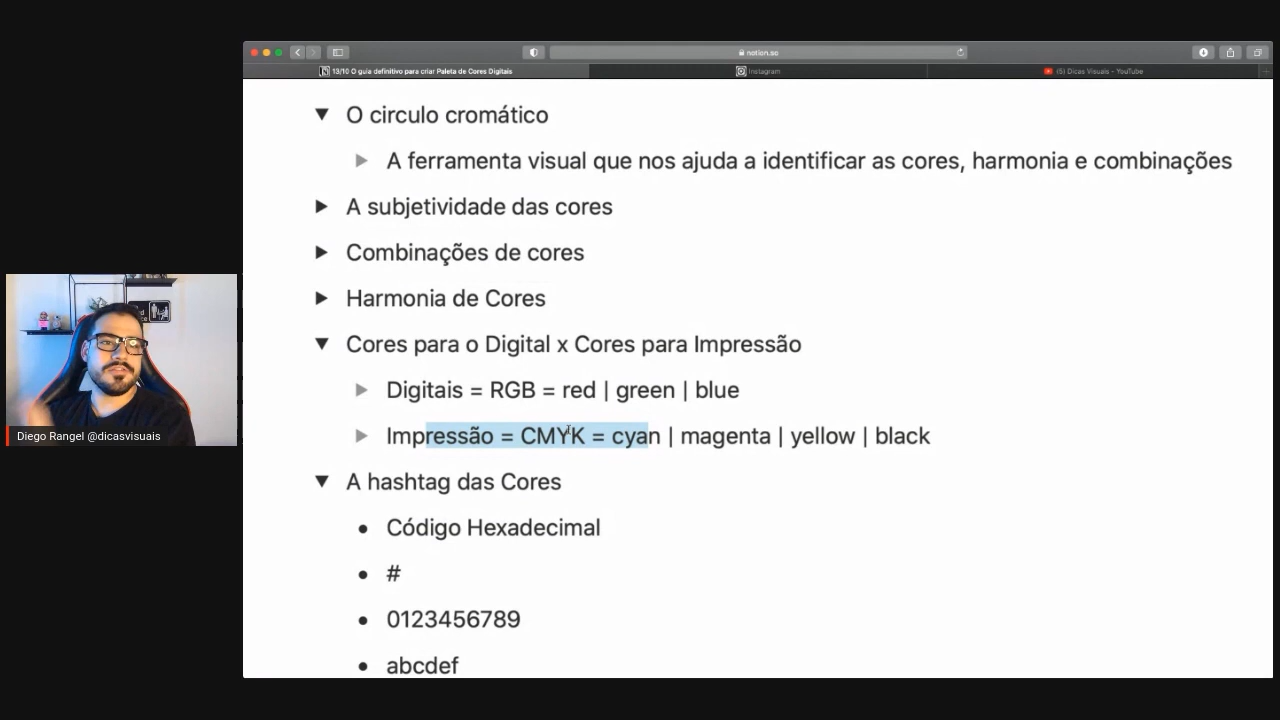 notion.so
13/10 O guia definitivo para criar Paleta de Cores Digitais
Instagram
(5) Dicas Visuais - YouTube
O circulo cromático
A ferramenta visual que nos ajuda a identificar as cores, harmonia e combinações
A subjetividade das cores
Combinações de cores
Harmonia de Cores
Cores para o Digital x Cores para Impressão
Digitais = RGB = red | green | blue
Impressão = CMYK = cyan | magenta | yellow | black
A hashtag das Cores
Código Hexadecimal
#
0123456789
abcdef
Diego Rangel @dicasvisuais